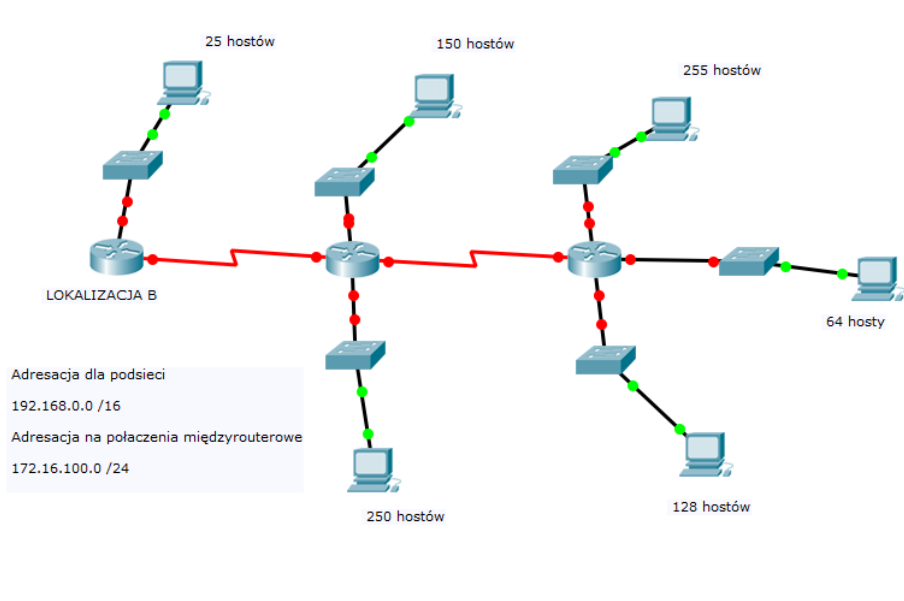 25 hostów
150 hostów
255 hostów
LOKALIZACJA B
64 hosty
Adresacja dla podsieci
192.168.0.0 /16
Adresacja na połaczenia międzyrouterowe
172.16.100.0 /24
250 hostów
128 hostów